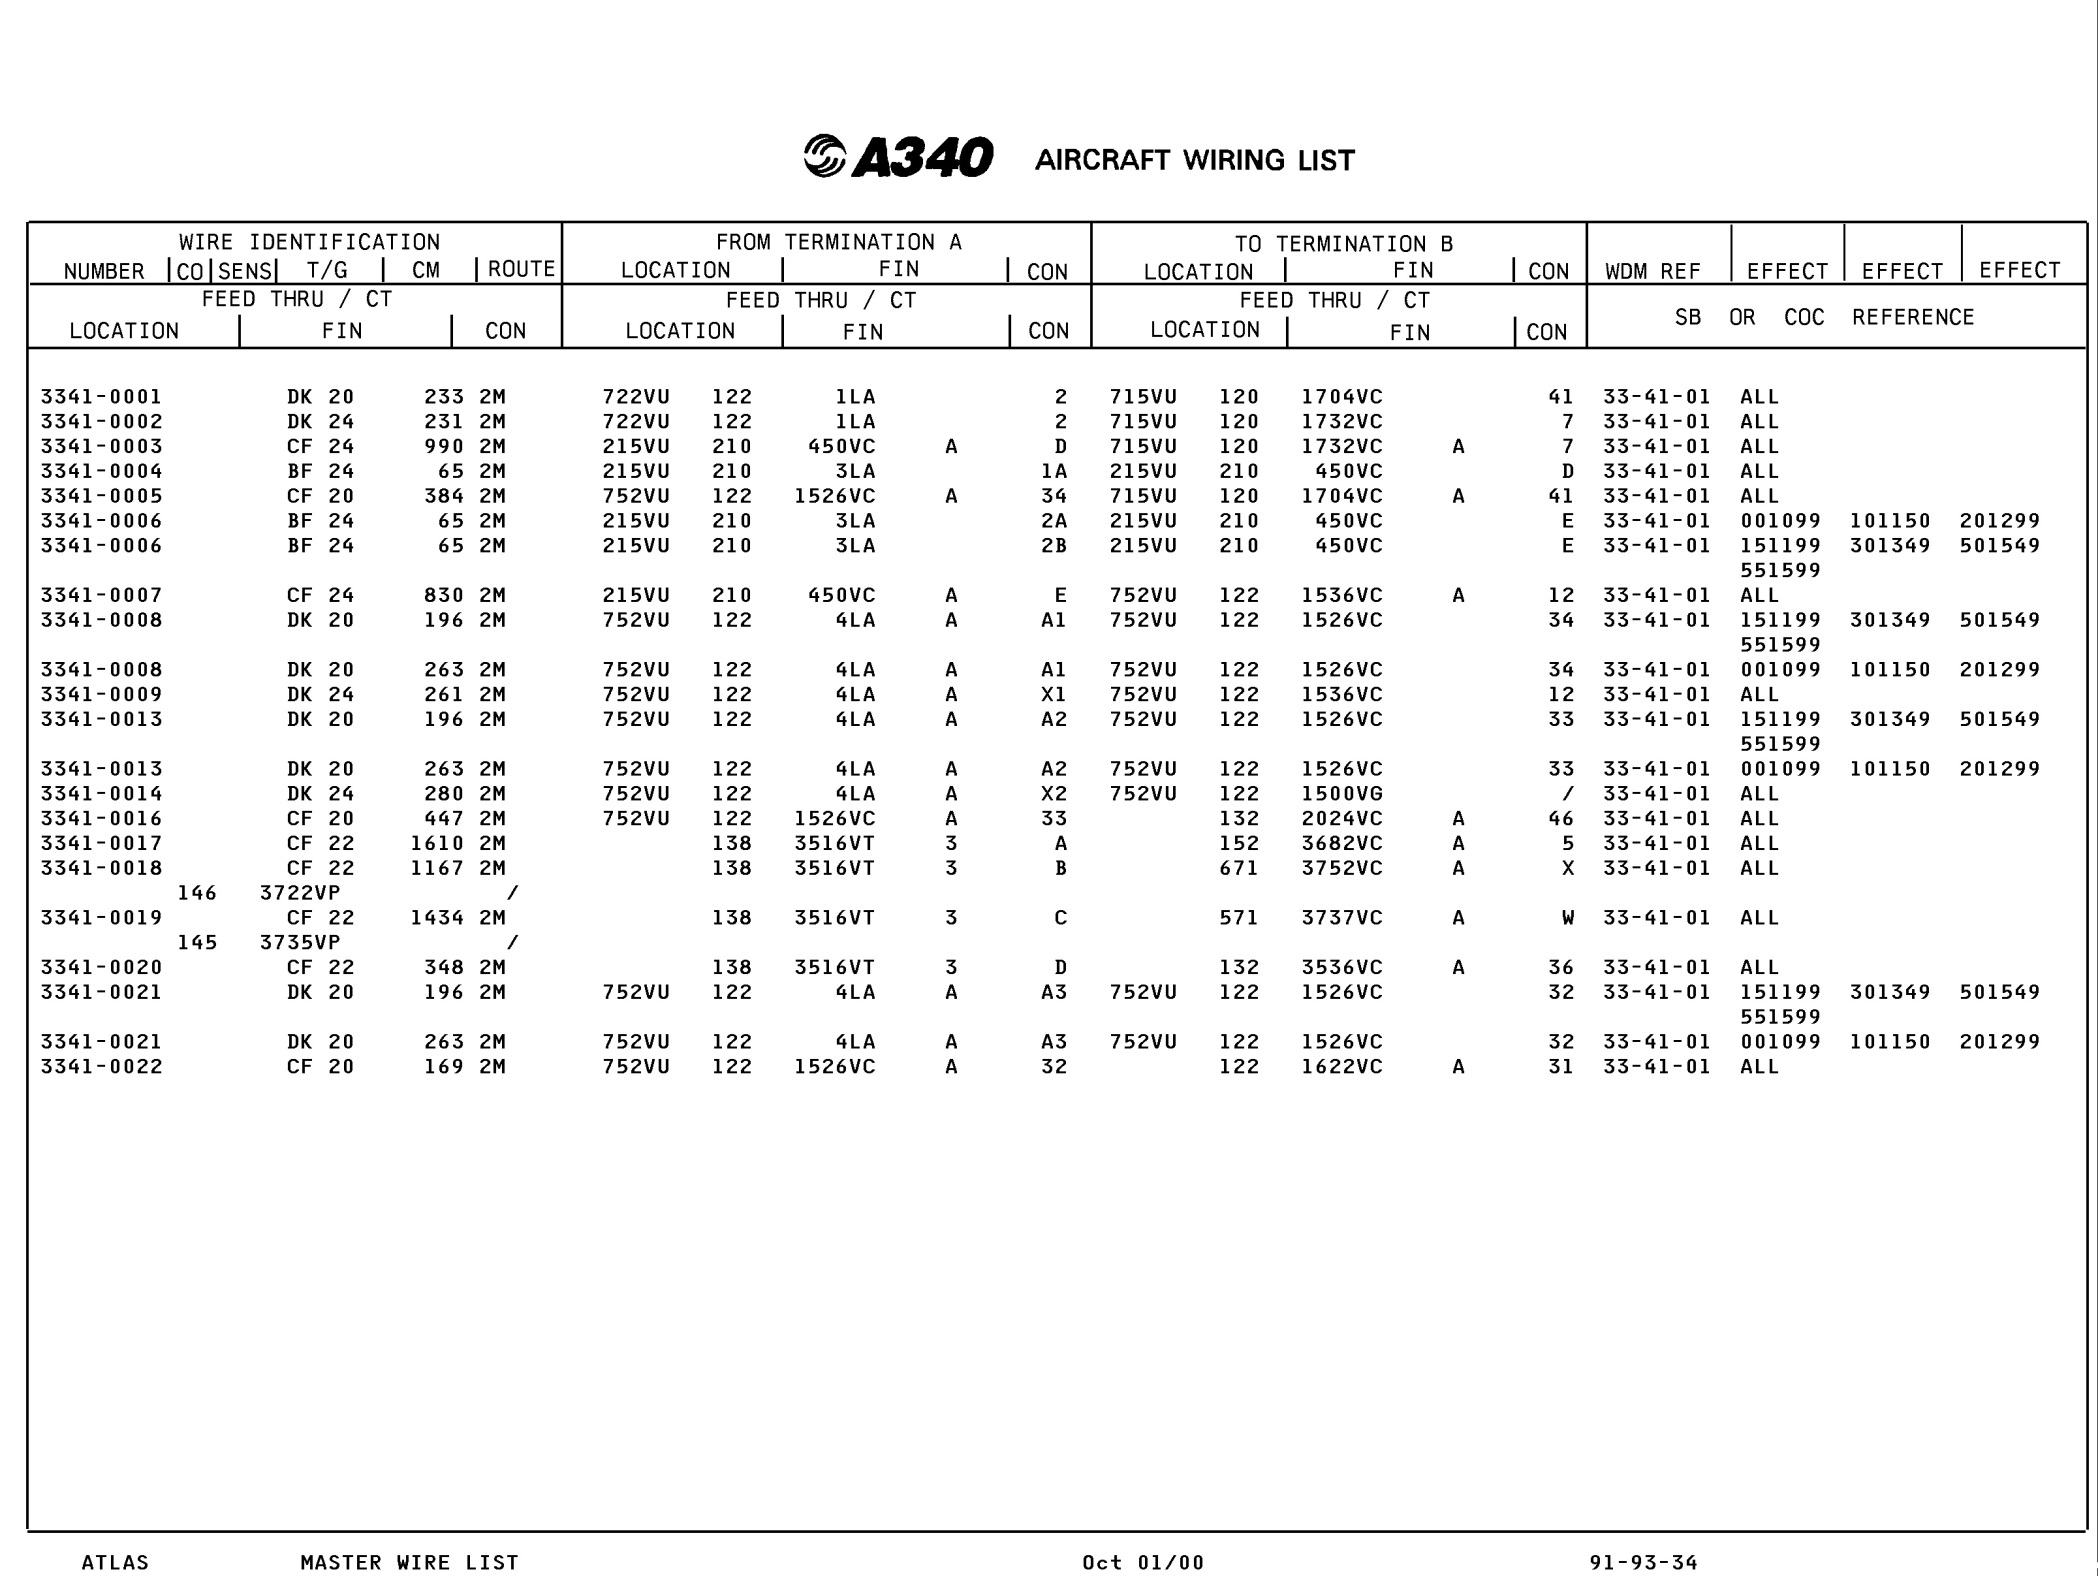 A340 AIRCRAFT WIRING LIST
WIRE IDENTIFICATION FROM TERMINATION A TO TERMINATION B
NUMBER CO SENS T/G CM ROUTE LOCATION FIN CON LOCATION FIN CON WDM REF EFFECT EFFECT EFFECT
FEED THRU / CT FEED THRU / CT FEED THRU / CT SB OR COC REFERENCE
LOCATION FIN CON LOCATION FIN CON LOCATION FIN CON
3341-0001 DK 20 233 2M 722VU 122 1LA 2 715VU 120 1704VC 41 33-41-01 ALL
3341-0002 DK 24 231 2M 722VU 122 1LA 2 715VU 120 1732VC 7 33-41-01 ALL
3341-0003 CF 24 990 2M 215VU 210 450VC A D 715VU 120 1732VC A 7 33-41-01 ALL
3341-0004 BF 24 65 2M 215VU 210 3LA 1A 215VU 210 450VC D 33-41-01 ALL
3341-0005 CF 20 384 2M 752VU 122 1526VC A 34 715VU 120 1704VC A 41 33-41-01 ALL
3341-0006 BF 24 65 2M 215VU 210 3LA 2A 215VU 210 450VC E 33-41-01 001099 101150 201299
3341-0006 BF 24 65 2M 215VU 210 3LA 2B 215VU 210 450VC E 33-41-01 151199 301349 501549
551599
3341-0007 CF 24 830 2M 215VU 210 450VC A E 752VU 122 1536VC A 12 33-41-01 ALL
3341-0008 DK 20 196 2M 752VU 122 4LA A A1 752VU 122 1526VC 34 33-41-01 151199 301349 501549
551599
3341-0008 DK 20 263 2M 752VU 122 4LA A A1 752VU 122 1526VC 34 33-41-01 001099 101150 201299
3341-0009 DK 24 261 2M 752VU 122 4LA A X1 752VU 122 1536VC 12 33-41-01 ALL
3341-0013 DK 20 196 2M 752VU 122 4LA A A2 752VU 122 1526VC 33 33-41-01 151199 301349 501549
551599
3341-0013 DK 20 263 2M 752VU 122 4LA A A2 752VU 122 1526VC 33 33-41-01 001099 101150 201299
3341-0014 DK 24 280 2M 752VU 122 4LA A X2 752VU 122 1500VG / 33-41-01 ALL
3341-0016 CF 20 447 2M 752VU 122 1526VC A 33 132 2024VC A 46 33-41-01 ALL
3341-0017 CF 22 1610 2M 138 3516VT 3 A 152 3682VC A 5 33-41-01 ALL
3341-0018 CF 22 1167 2M 138 3516VT 3 B 671 3752VC A X 33-41-01 ALL
146 3722VP /
3341-0019 CF 22 1434 2M 138 3516VT 3 C 571 3737VC A W 33-41-01 ALL
145 3735VP /
3341-0020 CF 22 348 2M 138 3516VT 3 D 132 3536VC A 36 33-41-01 ALL
3341-0021 DK 20 196 2M 752VU 122 4LA A A3 752VU 122 1526VC 32 33-41-01 151199 301349 501549
551599
3341-0021 DK 20 263 2M 752VU 122 4LA A A3 752VU 122 1526VC 32 33-41-01 001099 101150 201299
3341-0022 CF 20 169 2M 752VU 122 1526VC A 32 122 1622VC A 31 33-41-01 ALL
ATLAS MASTER WIRE LIST Oct 01/00 91-93-34